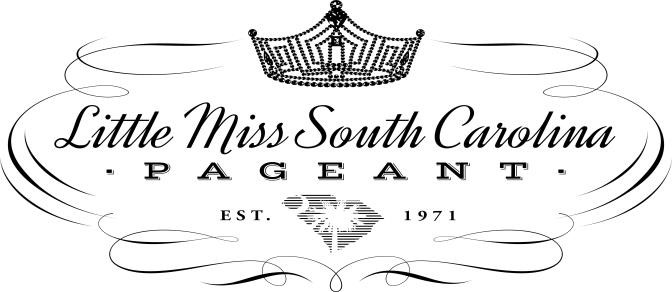 Little Miss South Carolina
· PAGEANT ·
EST. 1971